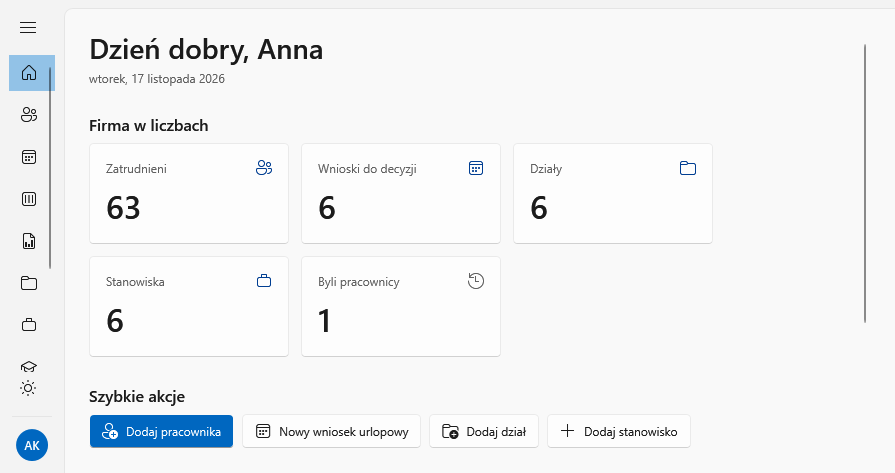 Dzień dobry, Anna
wtorek, 17 listopada 2026
Firma w liczbach
Zatrudnieni
63
Wnioski do decyzji
6
Działy
6
Stanowiska
6
Byli pracownicy
1
Szybkie akcje
Dodaj pracownika
Nowy wniosek urlopowy
Dodaj dział
Dodaj stanowisko
AK